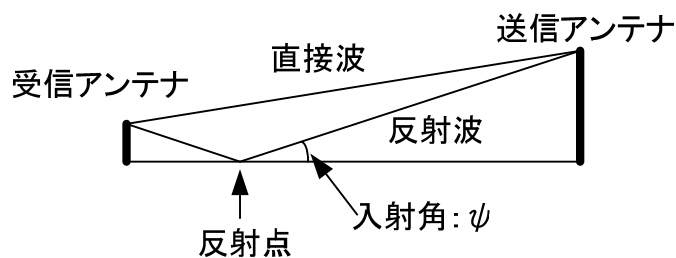 送信アンテナ
直接波
受信アンテナ
反射波
入射角：ψ
反射点